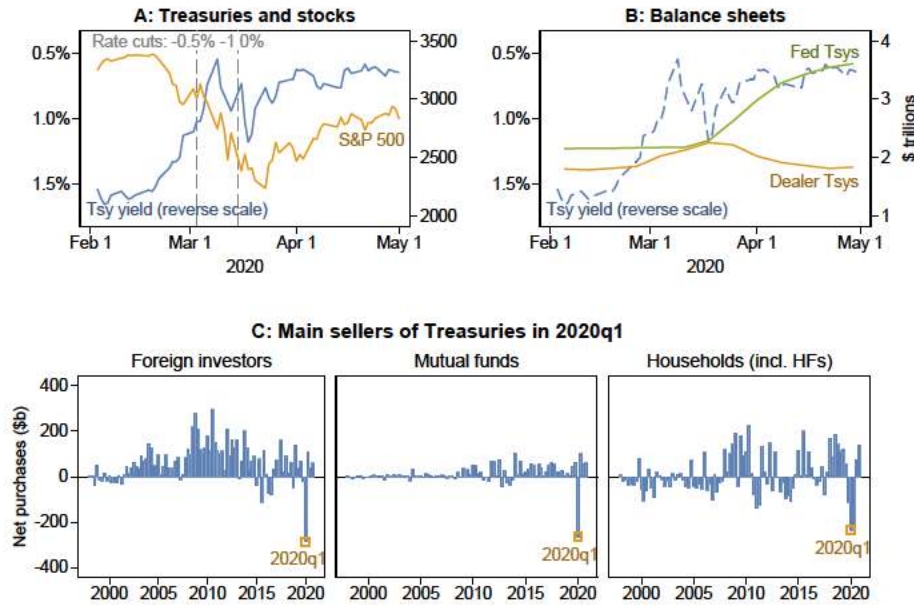 A: Treasuries and stocks
Rate cuts: -0.5% -1 0%
0.5%
1.0%
1.5%
3500
3000
2500
2000
S&P 500
Tsy yield (reverse scale)
Feb 1 Mar 1 Apr 1 May 1
2020
B: Balance sheets
0.5%
1.0%
1.5%
4
3
2
1
$ trillions
Fed Tsys
Dealer Tsys
Tsy yield (reverse scale)
Feb 1 Mar 1 Apr 1 May 1
2020
C: Main sellers of Treasuries in 2020q1
Foreign investors
Mutual funds
Households (incl. HFs)
Net purchases ($b)
400
200
0
-200
-400
2020q1
2020q1
2020q1
2000 2005 2010 2015 2020
2000 2005 2010 2015 2020
2000 2005 2010 2015 2020